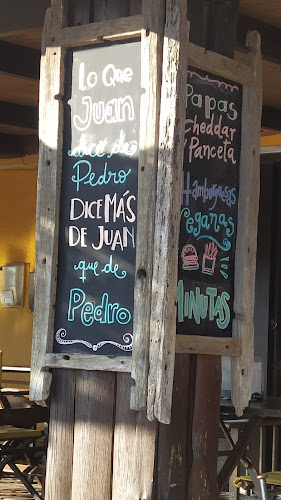 Lo Que
Juan
dice de
Pedro
DICE MÁS
DE JUAN
que de
Pedro
Papas
Cheddar
Panceta
Hamburguesas
Veganas
MINUTAS